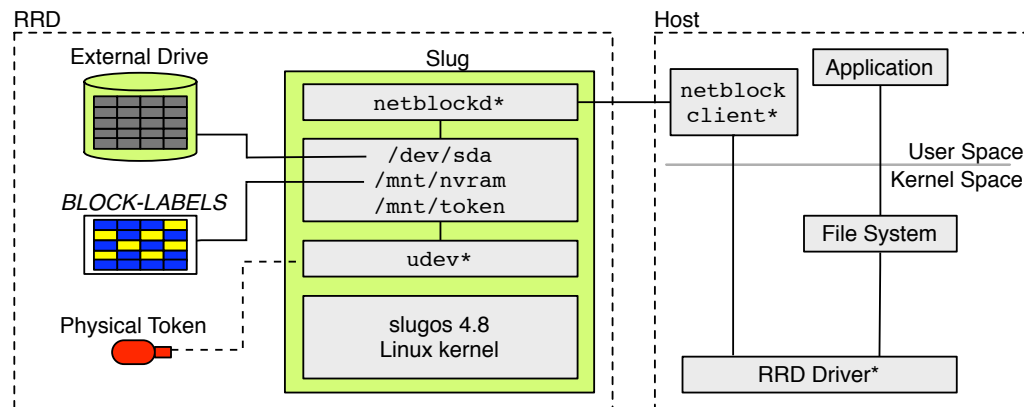 RRD
External Drive
BLOCK-LABELS
Physical Token
Slug
netblockd*
/dev/sda
/mnt/nvram
/mnt/token
udev*
slugos 4.8
Linux kernel
Host
netblock
client*
Application
User Space
Kernel Space
File System
RRD Driver*